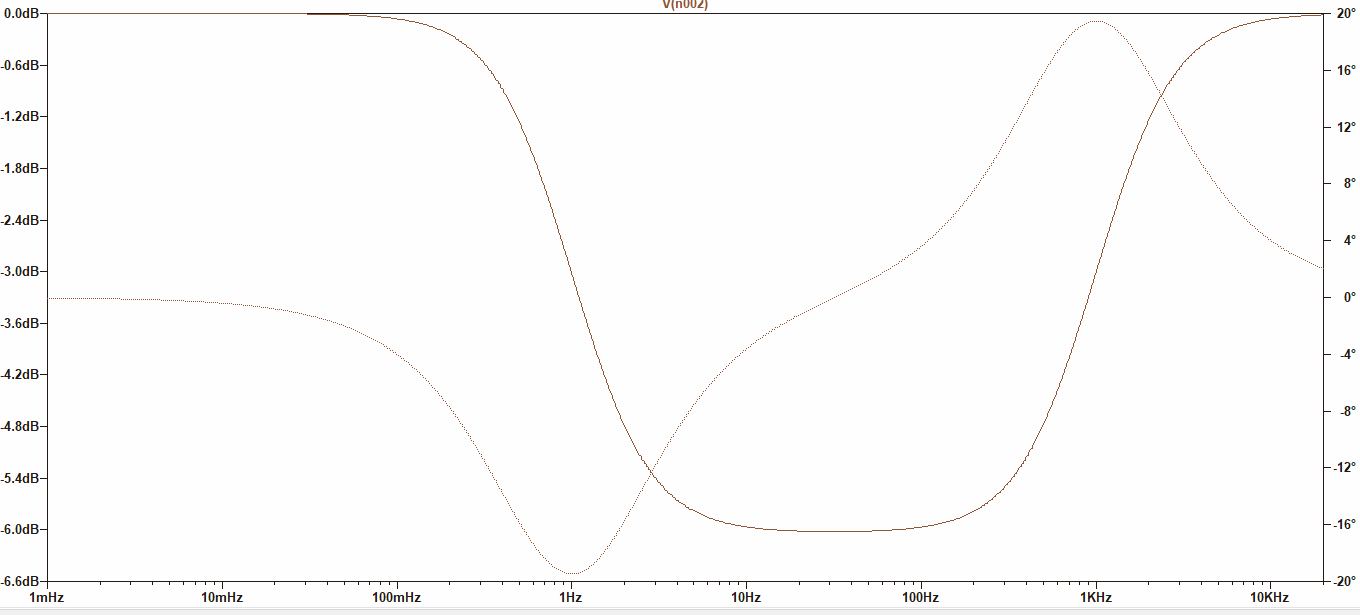 V(n002)
0.0dB
-0.6dB
-1.2dB
-1.8dB
-2.4dB
-3.0dB
-3.6dB
-4.2dB
-4.8dB
-5.4dB
-6.0dB
-6.6dB
20°
16°
12°
8°
4°
0°
-4°
-8°
-12°
-16°
-20°
1mHz 10mHz 100mHz 1Hz 10Hz 100Hz 1KHz 10KHz